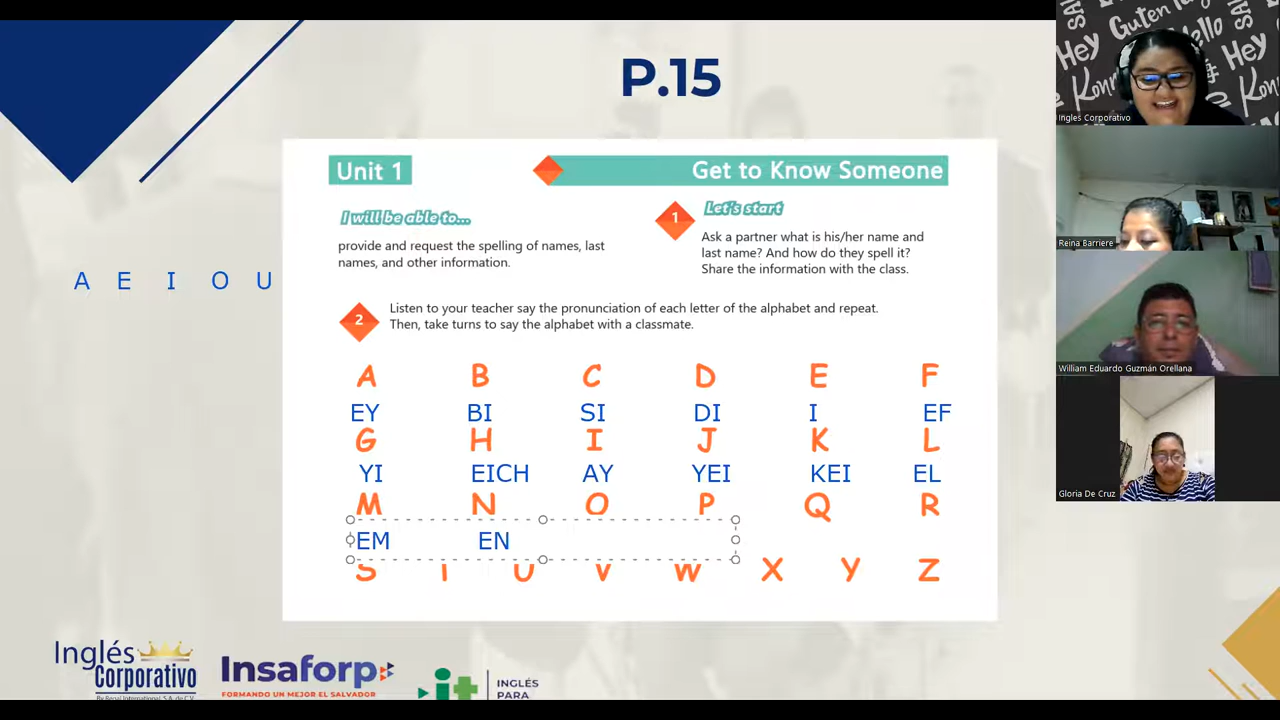 P.15
Unit 1
Get to Know Someone
I will be able to...
provide and request the spelling of names, last
names, and other information.
1
Let's start
Ask a partner what is his/her name and
last name? And how do they spell it?
Share the information with the class.
A E I O U
2
Listen to your teacher say the pronunciation of each letter of the alphabet and repeat.
Then, take turns to say the alphabet with a classmate.
A B C D E F
EY BI SI DI I EF
G H I J K L
YI EICH AY YEI KEI EL
M N O P Q R
EM EN
S T U V W X Y Z
Inglés
Corporativo
Insaforp
FORMANDO UN MEJOR EL SALVADOR
it
INGLÉS
PARA
Hey
Guten
Hello
Hey
Ingles Corporativo
Reina Barriere
William Eduardo Guzmán Orellana
Gloria De Cruz